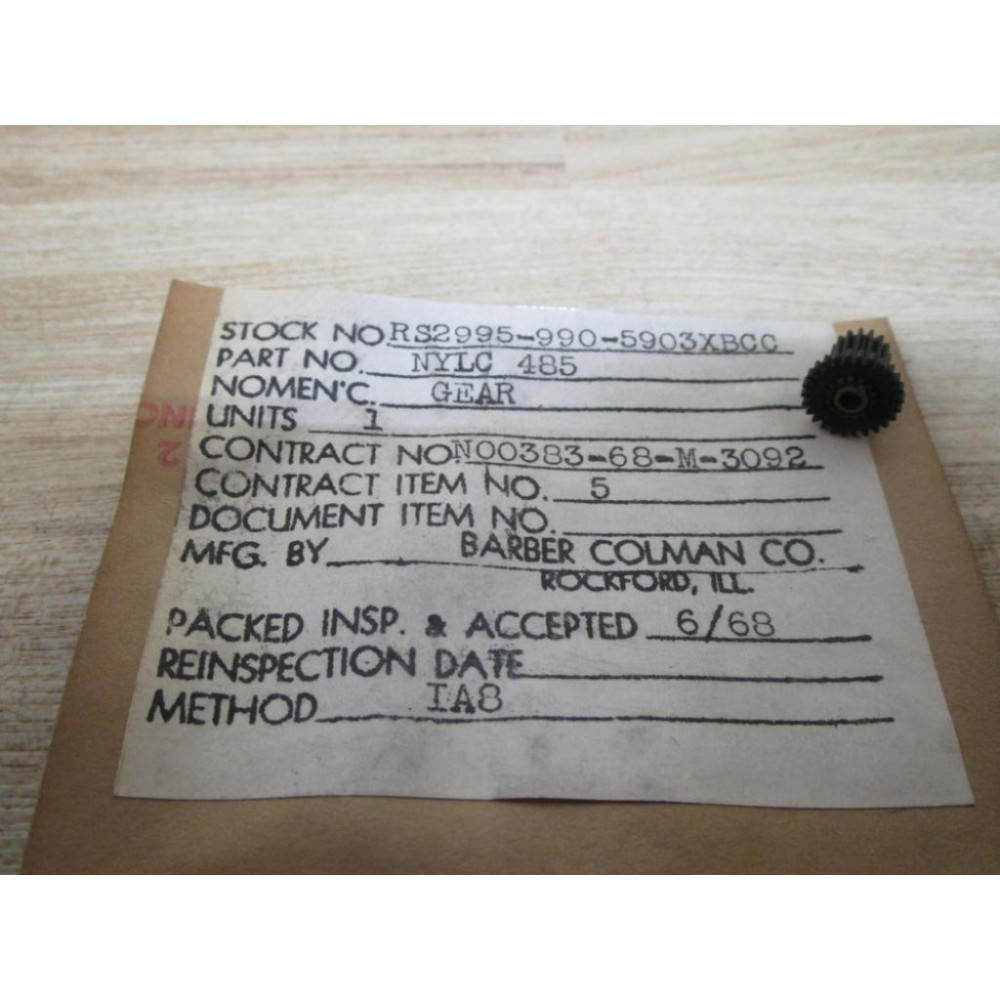 STOCK NO RS2995-990-5903XBCC
PART NO. NYLC 485
NOMEN'C. GEAR
UNITS 1
CONTRACT NO. N00383-68-M-3092
CONTRACT ITEM NO. 5
DOCUMENT ITEM NO.
MFG. BY BARBER COLMAN CO.
ROCKFORD, ILL.
PACKED INSP. & ACCEPTED 6/68
REINSPECTION DATE
METHOD IA8